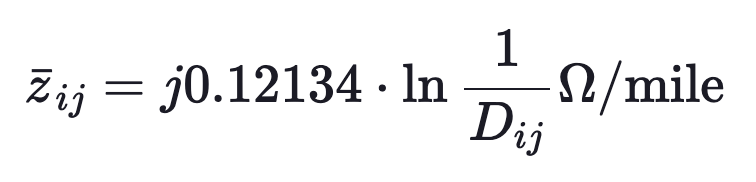 z̄ᵢⱼ = j0.12134 · ln 1/Dᵢⱼ Ω/mile